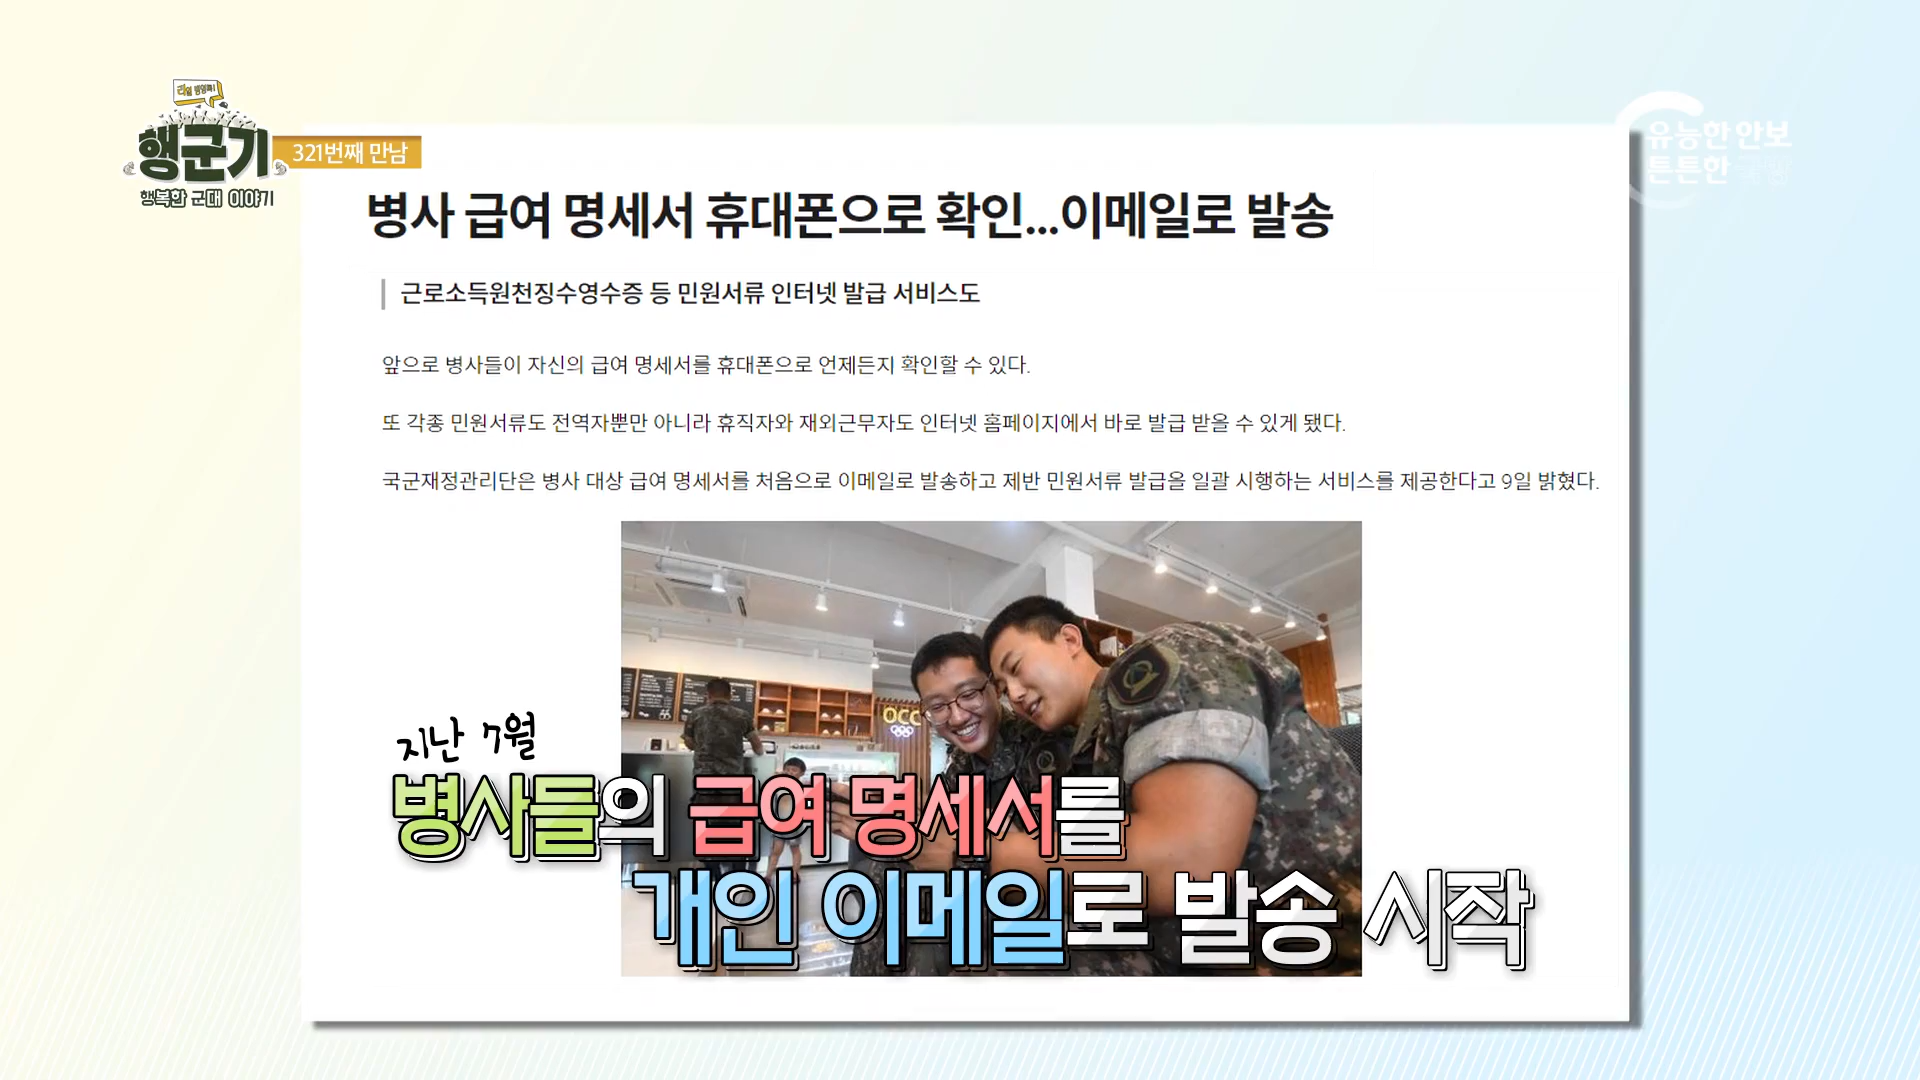 리얼 병영톡!
행군기
행복한 군대 이야기
321번째 만남
유능한 안보
튼튼한 국방
병사 급여 명세서 휴대폰으로 확인...이메일로 발송
근로소득원천징수영수증 등 민원서류 인터넷 발급 서비스도
앞으로 병사들이 자신의 급여 명세서를 휴대폰으로 언제든지 확인할 수 있다.
또 각종 민원서류도 전역자뿐만 아니라 휴직자와 재외근무자도 인터넷 홈페이지에서 바로 발급 받을 수 있게 됐다.
국군재정관리단은 병사 대상 급여 명세서를 처음으로 이메일로 발송하고 제반 민원서류 발급을 일괄 시행하는 서비스를 제공한다고 9일 밝혔다.
OCC
지난 7월
병사들의 급여 명세서를
개인 이메일로 발송 시작